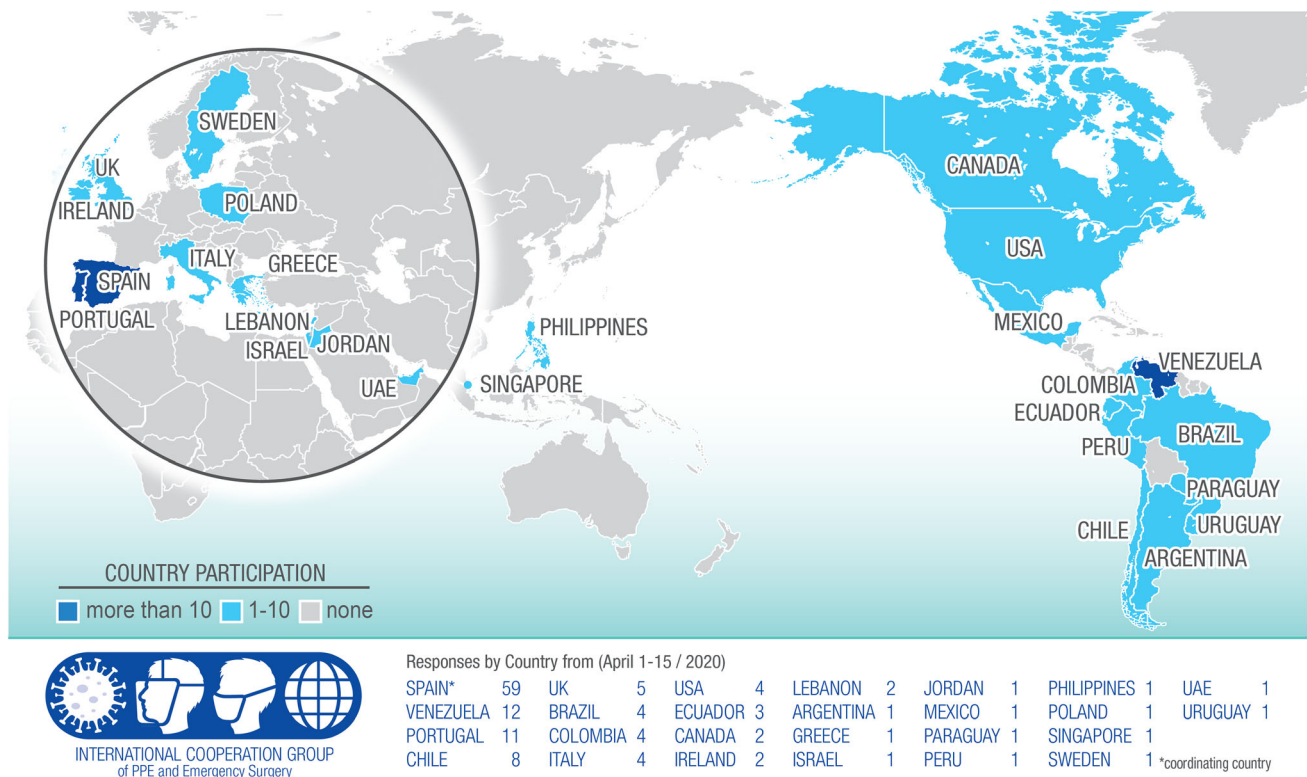 SWEDEN
UK
IRELAND
POLAND
ITALY
GREECE
SPAIN
PORTUGAL
LEBANON
ISRAEL
JORDAN
UAE
PHILIPPINES
SINGAPORE
CANADA
USA
MEXICO
VENEZUELA
COLOMBIA
ECUADOR
BRAZIL
PERU
PARAGUAY
CHILE
URUGUAY
ARGENTINA
COUNTRY PARTICIPATION
more than 10 1-10 none
INTERNATIONAL COOPERATION GROUP
of PPE and Emergency Surgery
Responses by Country from (April 1-15 / 2020)
SPAIN* 59 UK 5 USA 4 LEBANON 2 JORDAN 1 PHILIPPINES 1 UAE 1
VENEZUELA 12 BRAZIL 4 ECUADOR 3 ARGENTINA 1 MEXICO 1 POLAND 1 URUGUAY 1
PORTUGAL 11 COLOMBIA 4 CANADA 2 GREECE 1 PARAGUAY 1 SINGAPORE 1
CHILE 8 ITALY 4 IRELAND 2 ISRAEL 1 PERU 1 SWEDEN 1 *coordinating country